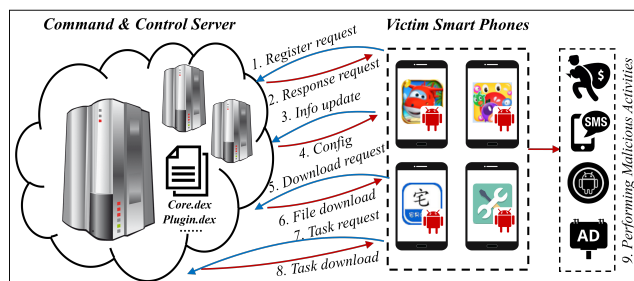 Command & Control Server
Victim Smart Phones
1. Register request
2. Response request
3. Info update
4. Config
5. Download request
6. File download
7. Task request
8. Task download
Core.dex
Plugin.dex
......
宅
SMS
$
AD
9. Performing Malicious Activities